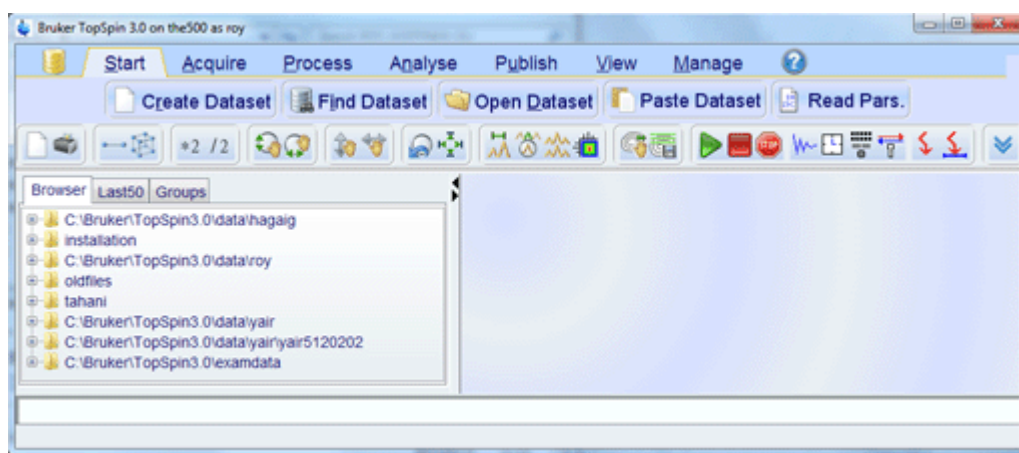 Bruker TopSpin 3.0 on the500 as roy
Start Acquire Process Analyse Publish View Manage ?
Create Dataset Find Dataset Open Dataset Paste Dataset Read Pars.
*2 /2 STOP
Browser Last50 Groups
C:\Bruker\TopSpin3.0\data\hagaig
installation
C:\Bruker\TopSpin3.0\data\roy
oldfiles
tahani
C:\Bruker\TopSpin3.0\data\yair
C:\Bruker\TopSpin3.0\data\yair\yair5120202
C:\Bruker\TopSpin3.0\examdata